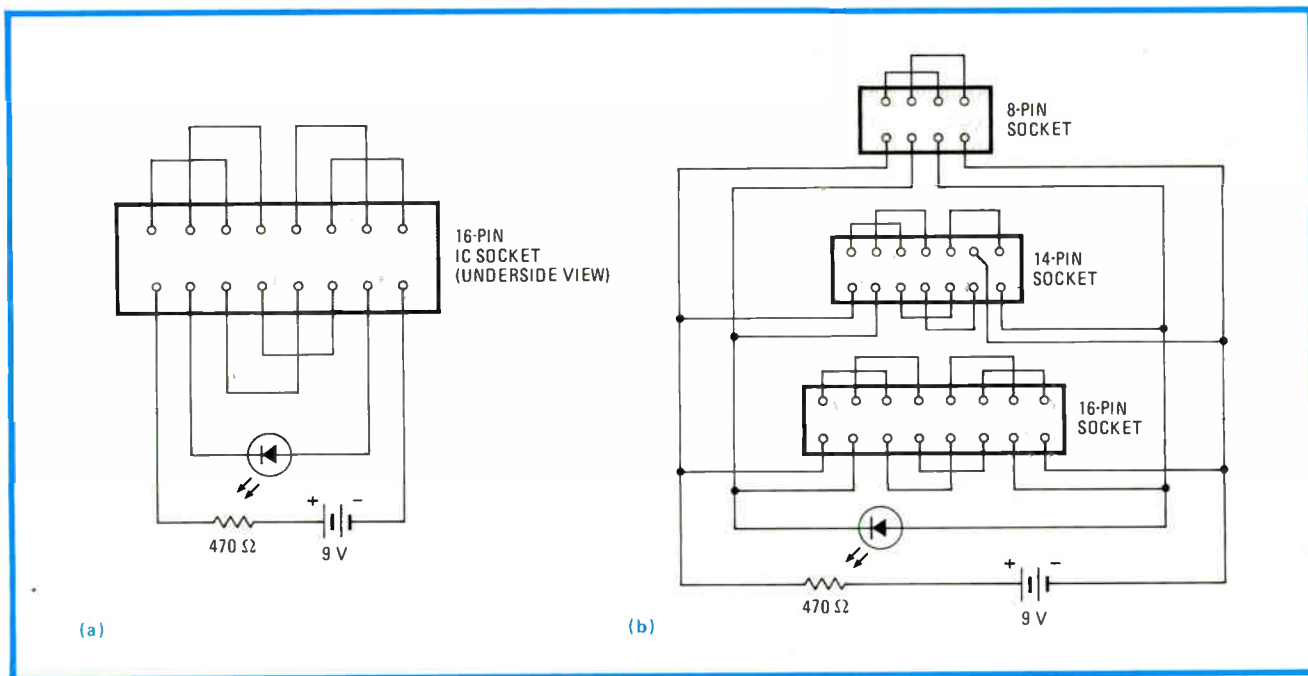 16-PIN
IC SOCKET
(UNDERSIDE VIEW)
+ −
470 Ω
9 V
(a)
8-PIN
SOCKET
14-PIN
SOCKET
16-PIN
SOCKET
+ −
470 Ω
9 V
(b)